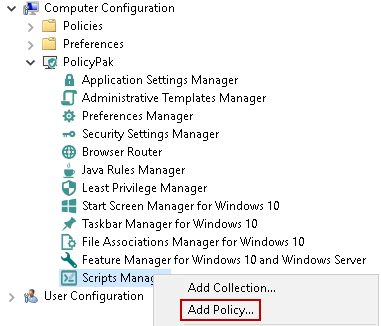 Computer Configuration
Policies
Preferences
PolicyPak
Application Settings Manager
Administrative Templates Manager
Preferences Manager
Security Settings Manager
Browser Router
Java Rules Manager
Least Privilege Manager
Start Screen Manager for Windows 10
Taskbar Manager for Windows 10
File Associations Manager for Windows 10
Feature Manager for Windows 10 and Windows Server
Scripts Manag
Add Collection...
User Configuration
Add Policy...